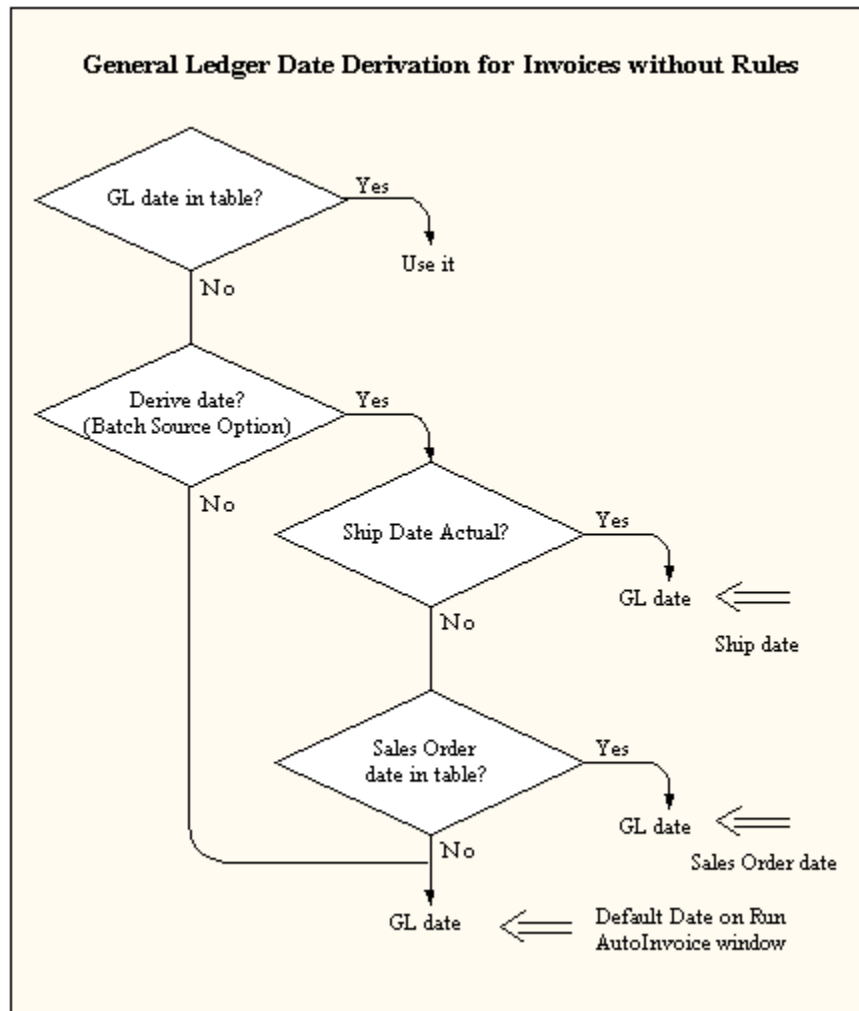 General Ledger Date Derivation for Invoices without Rules
GL date in table?
Yes
Use it
No
Derive date?
(Batch Source Option)
Yes
No
Ship Date Actual?
Yes
GL date
Ship date
No
Sales Order
date in table?
Yes
GL date
Sales Order date
No
GL date
Default Date on Run
AutoInvoice window